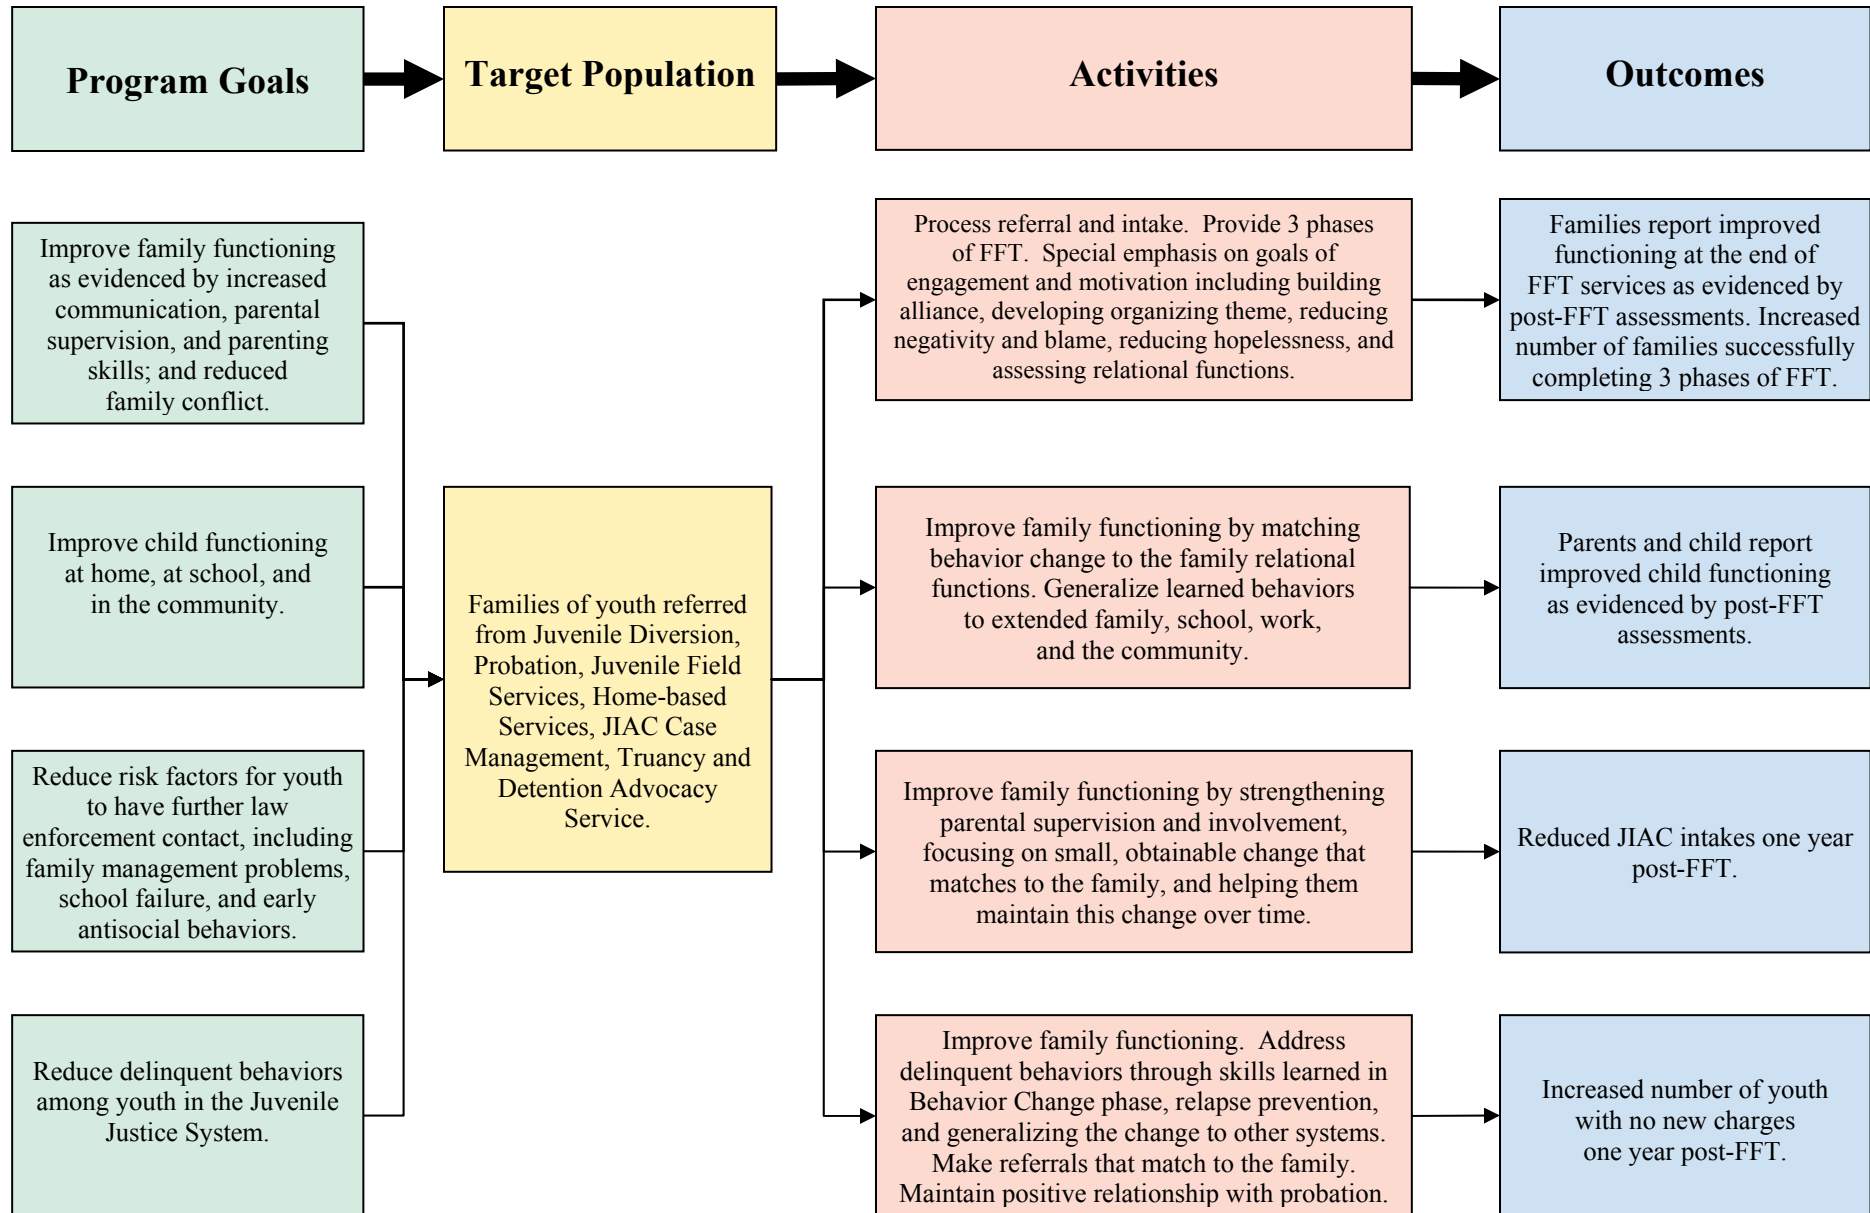 Program Goals
Target Population
Activities
Outcomes
Improve family functioning
as evidenced by increased
communication, parental
supervision, and parenting
skills; and reduced
family conflict.
Improve child functioning
at home, at school, and
in the community.
Reduce risk factors for youth
to have further law
enforcement contact, including
family management problems,
school failure, and early
antisocial behaviors.
Reduce delinquent behaviors
among youth in the Juvenile
Justice System.
Families of youth referred
from Juvenile Diversion,
Probation, Juvenile Field
Services, Home-based
Services, JIAC Case
Management, Truancy and
Detention Advocacy
Service.
Process referral and intake.  Provide 3 phases
of FFT.  Special emphasis on goals of
engagement and motivation including building
alliance, developing organizing theme, reducing
negativity and blame, reducing hopelessness, and
assessing relational functions.
Improve family functioning by matching
behavior change to the family relational
functions. Generalize learned behaviors
to extended family, school, work,
and the community.
Improve family functioning by strengthening
parental supervision and involvement,
focusing on small, obtainable change that
matches to the family, and helping them
maintain this change over time.
Improve family functioning.  Address
delinquent behaviors through skills learned in
Behavior Change phase, relapse prevention,
and generalizing the change to other systems.
Make referrals that match to the family.
Maintain positive relationship with probation.
Families report improved
functioning at the end of
FFT services as evidenced by
post-FFT assessments. Increased
number of families successfully
completing 3 phases of FFT.
Parents and child report
improved child functioning
as evidenced by post-FFT
assessments.
Reduced JIAC intakes one year
post-FFT.
Increased number of youth
with no new charges
one year post-FFT.